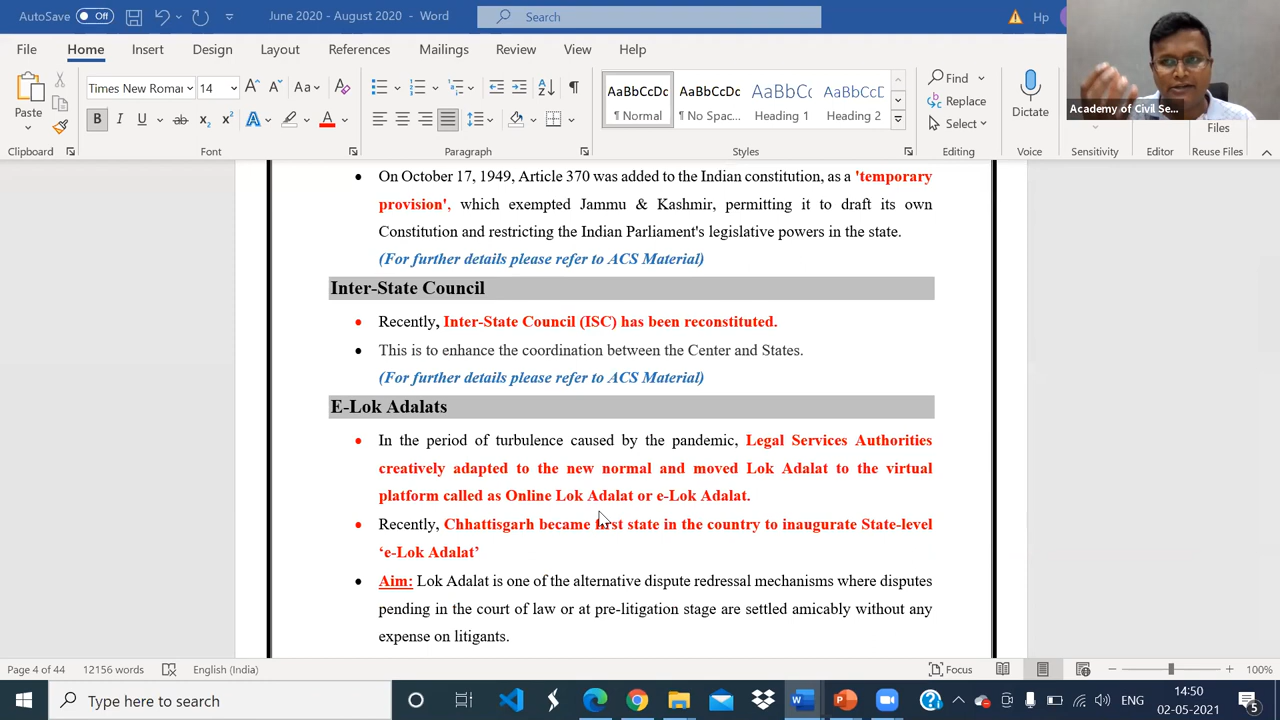 AutoSave Off June 2020 - August 2020 - Word Search Hp
File Home Insert Design Layout References Mailings Review View Help
Paste
Clipboard
Times New Romar 14
Font
Paragraph
AaBbCcDc AaBbCcDc AaBbCc AaBbCcD
¶ Normal ¶ No Spac... Heading 1 Heading 2
Styles
Find
Replace
Select
Editing
Dictate
Voice
Sensitivity
Editor
Files
Reuse Files
Academy of Civil Se...
• On October 17, 1949, Article 370 was added to the Indian constitution, as a 'temporary
provision', which exempted Jammu & Kashmir, permitting it to draft its own
Constitution and restricting the Indian Parliament's legislative powers in the state.
(For further details please refer to ACS Material)
Inter-State Council
• Recently, Inter-State Council (ISC) has been reconstituted.
• This is to enhance the coordination between the Center and States.
(For further details please refer to ACS Material)
E-Lok Adalats
• In the period of turbulence caused by the pandemic, Legal Services Authorities
creatively adapted to the new normal and moved Lok Adalat to the virtual
platform called as Online Lok Adalat or e-Lok Adalat.
• Recently, Chhattisgarh became first state in the country to inaugurate State-level
‘e-Lok Adalat’
• Aim: Lok Adalat is one of the alternative dispute redressal mechanisms where disputes
pending in the court of law or at pre-litigation stage are settled amicably without any
expense on litigants.
Page 4 of 44 12156 words English (India) Focus 100%
Type here to search ENG 14:50
02-05-2021 5